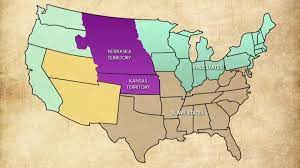 NEBRASKA
TERRITORY
KANSAS
TERRITORY
FREE STATES
SLAVE STATES